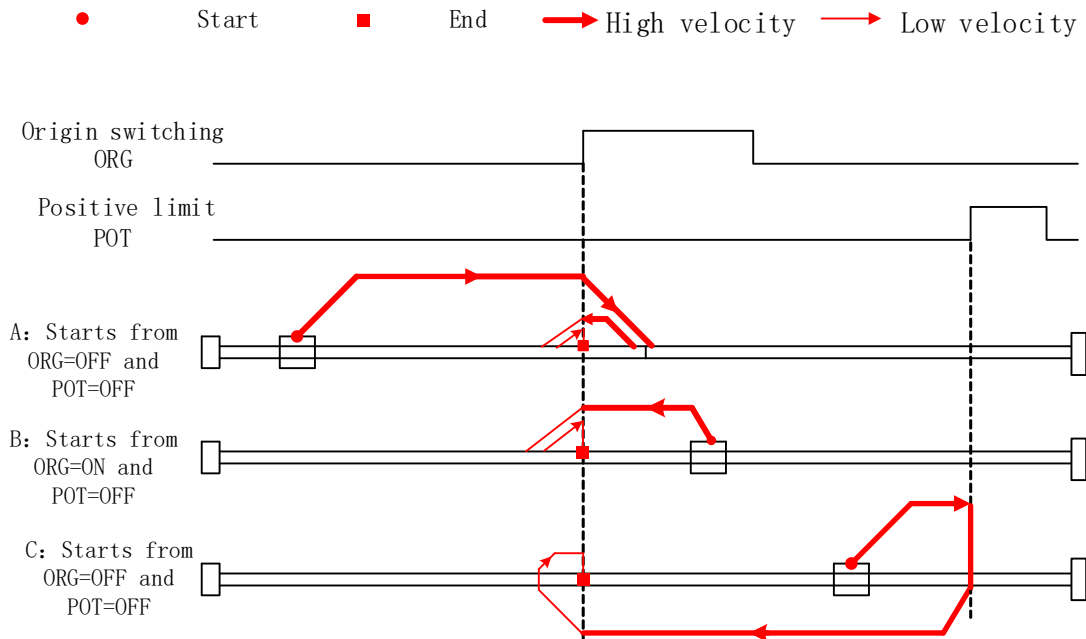 Start End High velocity Low velocity
Origin switching
ORG
Positive limit
POT
A: Starts from
ORG=OFF and
POT=OFF
B: Starts from
ORG=ON and
POT=OFF
C: Starts from
ORG=OFF and
POT=OFF